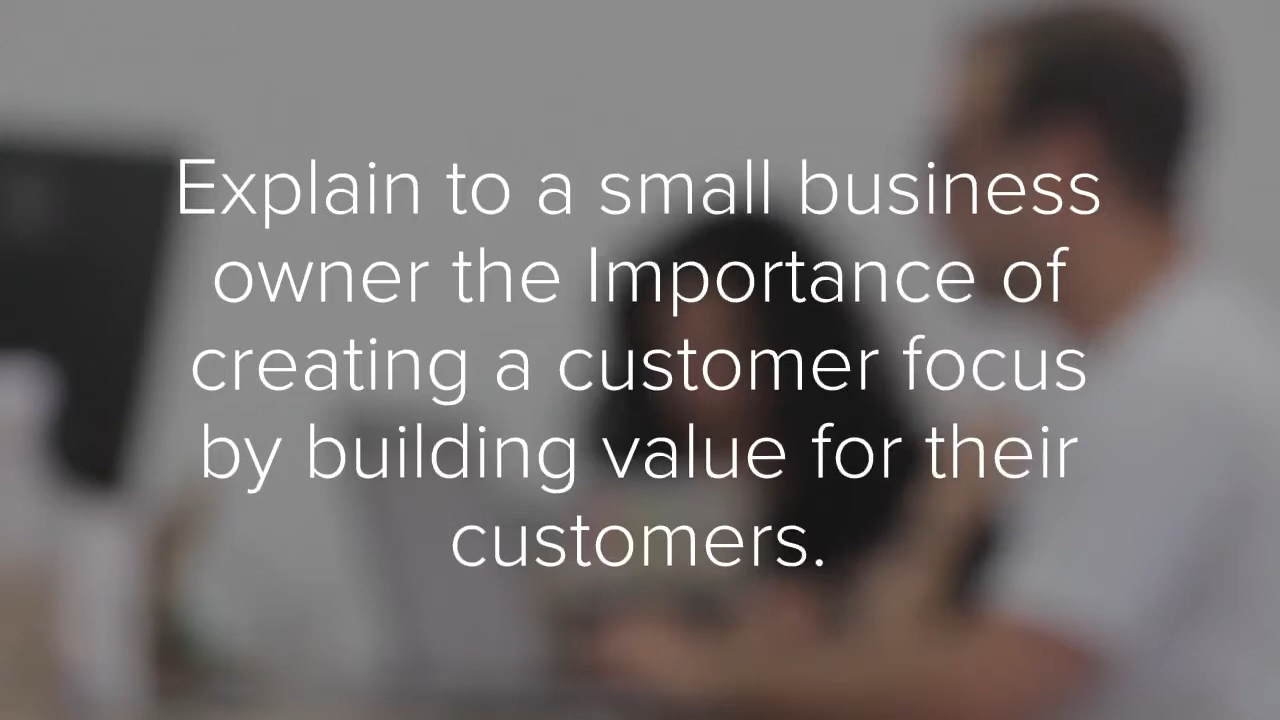 Explain to a small business
owner the Importance of
creating a customer focus
by building value for their
customers.